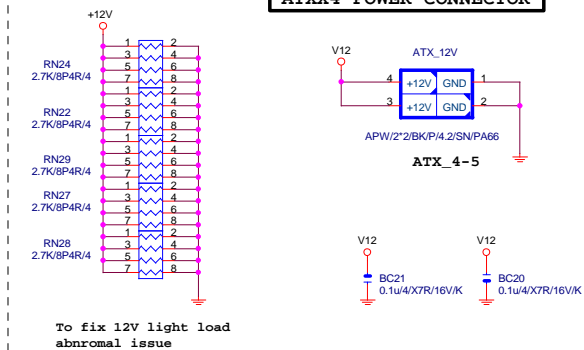 ATXX4 POWER CONNECTOR
+12V
1 2
3 4
RN24
5 6
2.7K/8P4R/4
7 8
1 2
3 4
RN22
5 6
2.7K/8P4R/4
7 8
1 2
3 4
RN29
5 6
2.7K/8P4R/4
7 8
1 2
RN27
3 4
2.7K/8P4R/4
5 6
7 8
1 2
RN28
3 4
2.7K/8P4R/4
5 6
7 8
To fix 12V light load
abnromal issue
V12
ATX_12V
4 +12V GND 1
3 +12V GND 2
APW/2*2/BK/P/4.2/SN/PA66
ATX_4-5
V12
BC21
0.1u/4/X7R/16V/K
V12
BC20
0.1u/4/X7R/16V/K